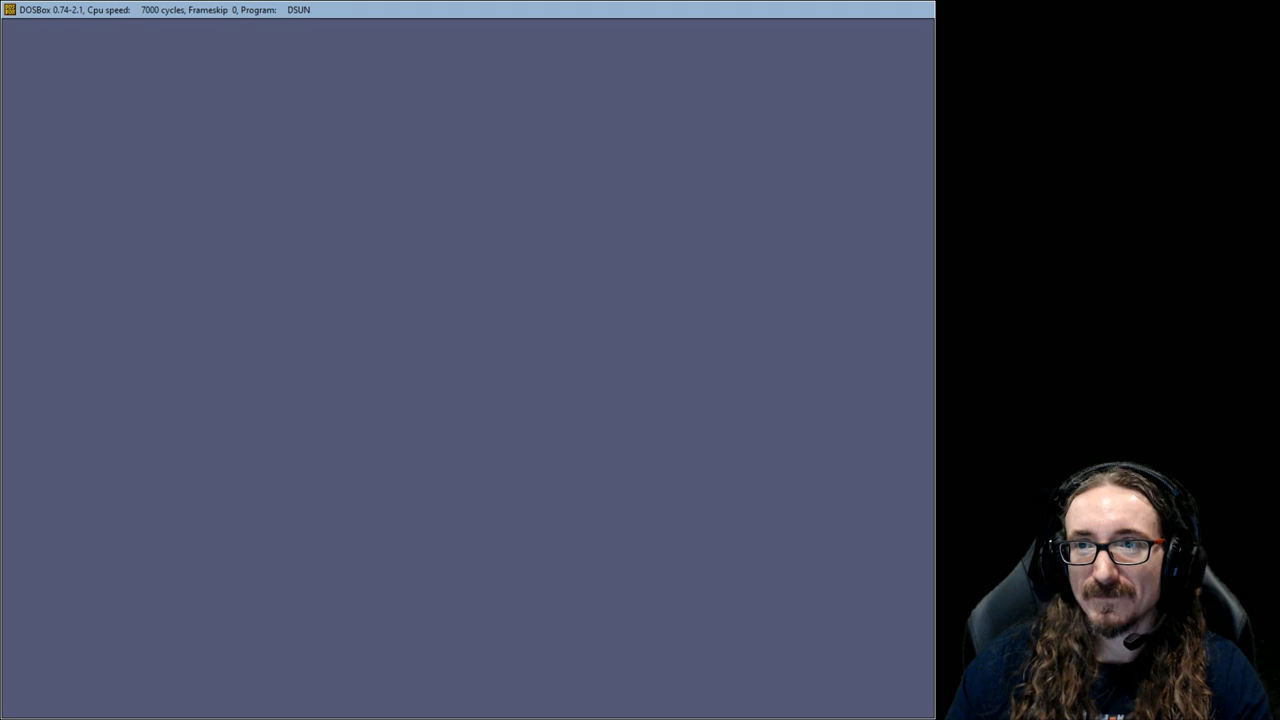 DOSBox 0.74-2.1, Cpu speed:    7000 cycles, Frameskip  0, Program:    DSUN